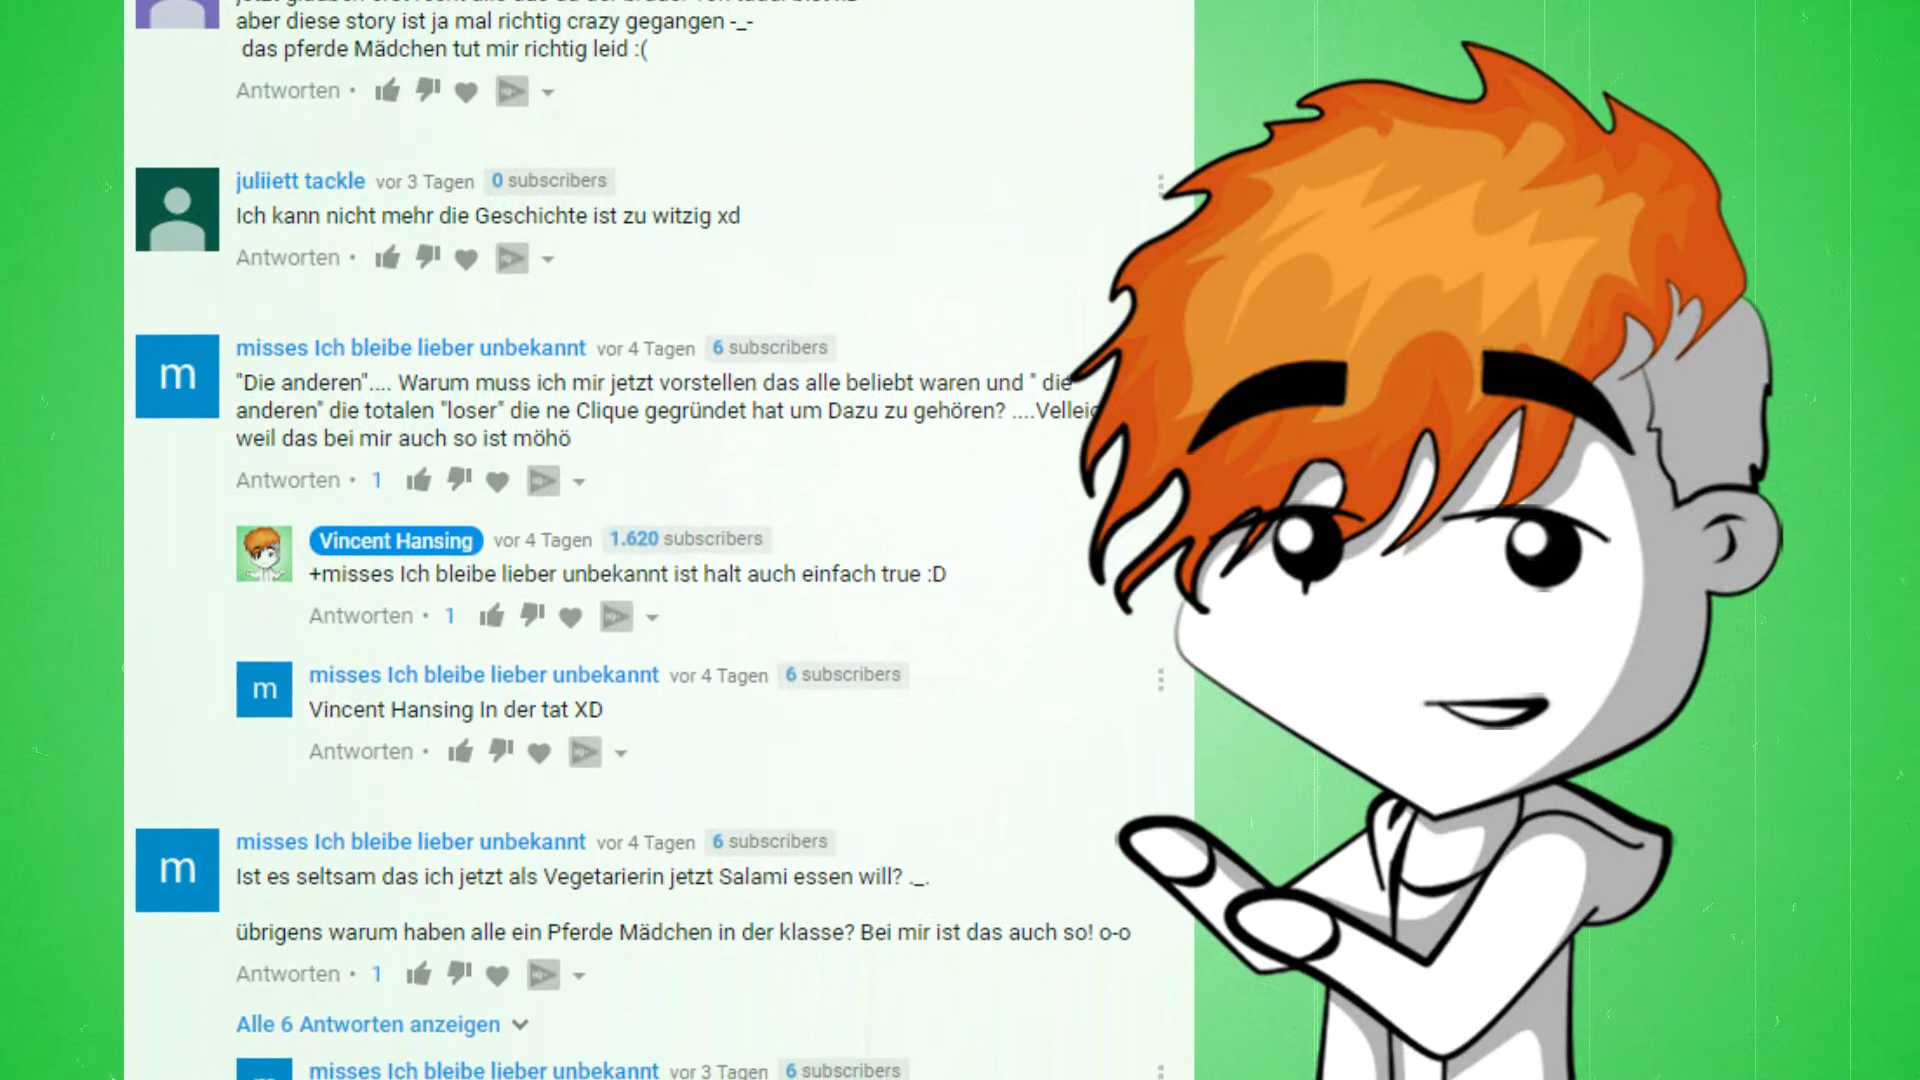 aber diese story ist ja mal richtig crazy gegangen -_-
das pferde Mädchen tut mir richtig leid :(
Antworten •
juliiett tackle vor 3 Tagen 0 subscribers
Ich kann nicht mehr die Geschichte ist zu witzig xd
Antworten •
m
misses Ich bleibe lieber unbekannt vor 4 Tagen 6 subscribers
"Die anderen".... Warum muss ich mir jetzt vorstellen das alle beliebt waren und " die
anderen" die totalen "loser" die ne Clique gegründet hat um Dazu zu gehören? ....Velleic
weil das bei mir auch so ist möhö
Antworten • 1
Vincent Hansing vor 4 Tagen 1.620 subscribers
+misses Ich bleibe lieber unbekannt ist halt auch einfach true :D
Antworten • 1
m
misses Ich bleibe lieber unbekannt vor 4 Tagen 6 subscribers
Vincent Hansing In der tat XD
Antworten •
m
misses Ich bleibe lieber unbekannt vor 4 Tagen 6 subscribers
Ist es seltsam das ich jetzt als Vegetarierin jetzt Salami essen will? ._.
übrigens warum haben alle ein Pferde Mädchen in der klasse? Bei mir ist das auch so! o-o
Antworten • 1
Alle 6 Antworten anzeigen
misses Ich bleibe lieber unbekannt vor 3 Tagen 6 subscribers